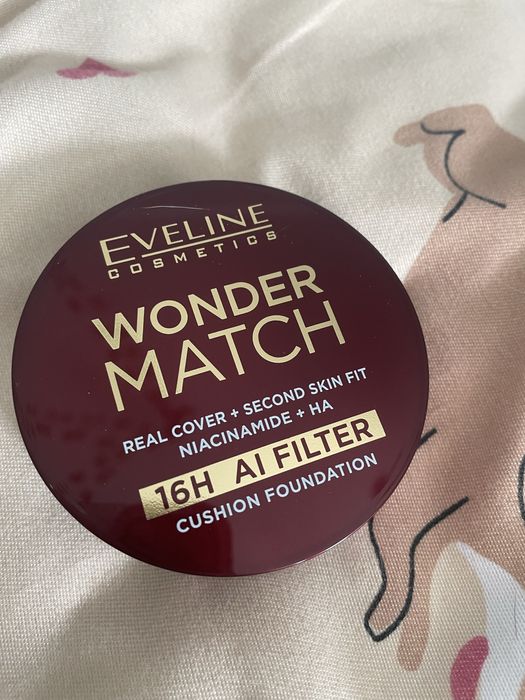 EVELINE
COSMETICS
WONDER
MATCH
REAL COVER + SECOND SKIN FIT
NIACINAMIDE + HA
16H AI FILTER
CUSHION FOUNDATION